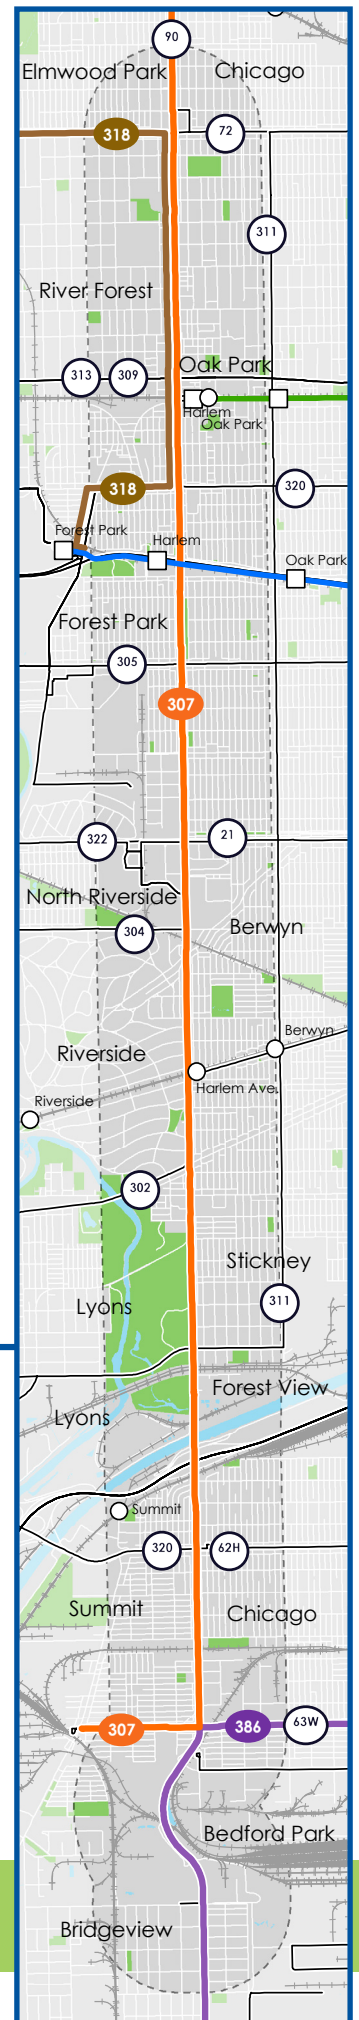 90
Elmwood Park
Chicago
318
72
311
River Forest
Oak Park
313
309
Harlem
Oak Park
318
320
Forest Park
Harlem
Oak Park
Forest Park
305
307
322
21
North Riverside
304
Berwyn
Berwyn
Riverside
Harlem Ave.
Riverside
302
Stickney
311
Lyons
Forest View
Lyons
Summit
320
62H
Summit
Chicago
307
386
63W
Bedford Park
Bridgeview